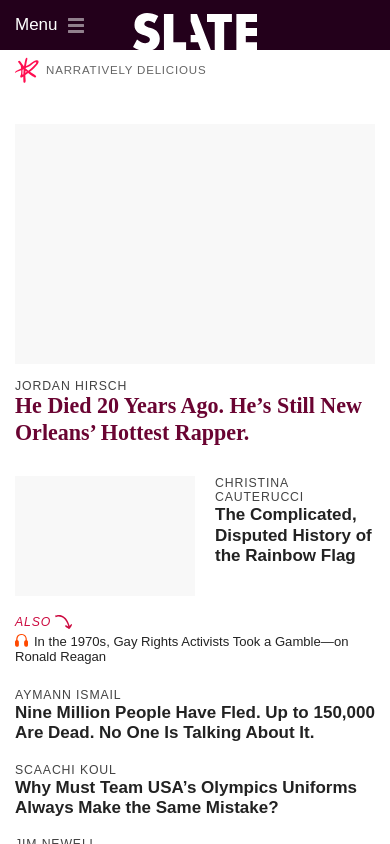 Menu
SLATE
NARRATIVELY DELICIOUS
JORDAN HIRSCH
He Died 20 Years Ago. He’s Still New
Orleans’ Hottest Rapper.
CHRISTINA
CAUTERUCCI
The Complicated,
Disputed History of
the Rainbow Flag
ALSO
In the 1970s, Gay Rights Activists Took a Gamble—on
Ronald Reagan
AYMANN ISMAIL
Nine Million People Have Fled. Up to 150,000
Are Dead. No One Is Talking About It.
SCAACHI KOUL
Why Must Team USA’s Olympics Uniforms
Always Make the Same Mistake?
JIM NEWELL